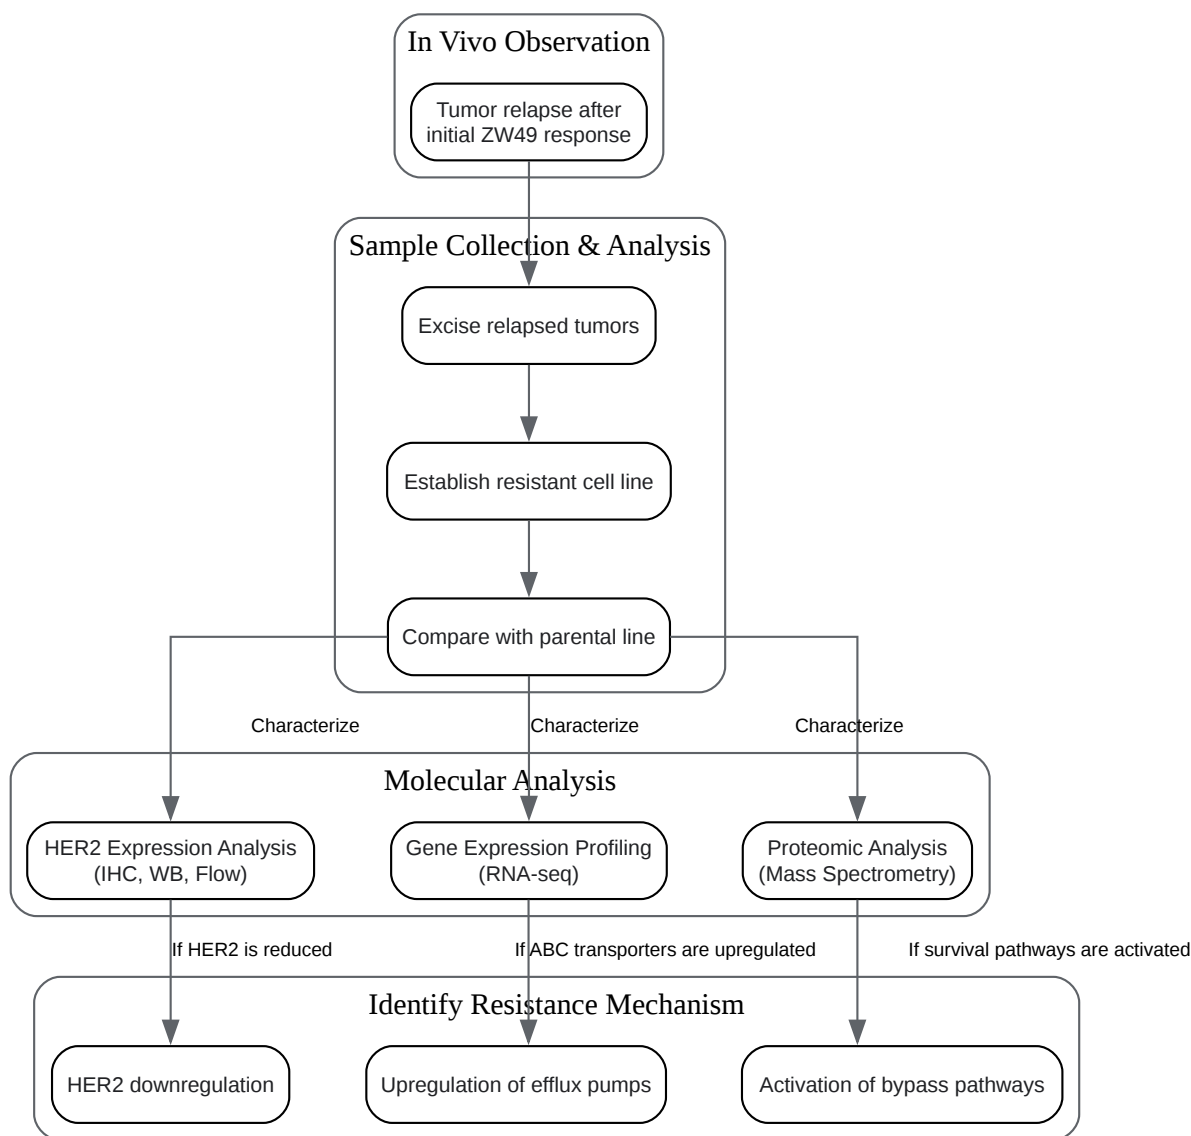 In Vivo Observation
Tumor relapse after
initial ZW49 response
Sample Collection & Analysis
Excise relapsed tumors
Establish resistant cell line
Compare with parental line
Characterize
Characterize
Characterize
Molecular Analysis
HER2 Expression Analysis
(IHC, WB, Flow)
Gene Expression Profiling
(RNA-seq)
Proteomic Analysis
(Mass Spectrometry)
If HER2 is reduced
If ABC transporters are upregulated
If survival pathways are activated
Identify Resistance Mechanism
HER2 downregulation
Upregulation of efflux pumps
Activation of bypass pathways